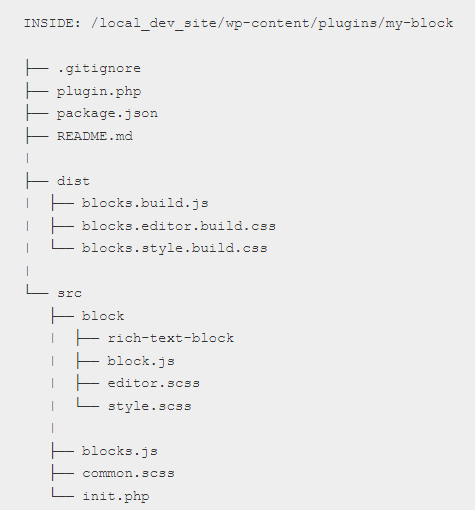 INSIDE: /local_dev_site/wp-content/plugins/my-block
├── .gitignore
├── plugin.php
├── package.json
├── README.md
|
├── dist
|  ├── blocks.build.js
|  ├── blocks.editor.build.css
|  └── blocks.style.build.css
|
└── src
   ├── block
   |  ├── rich-text-block
   |  ├── block.js
   |  ├── editor.scss
   |  └── style.scss
   |
   ├── blocks.js
   ├── common.scss
   └── init.php